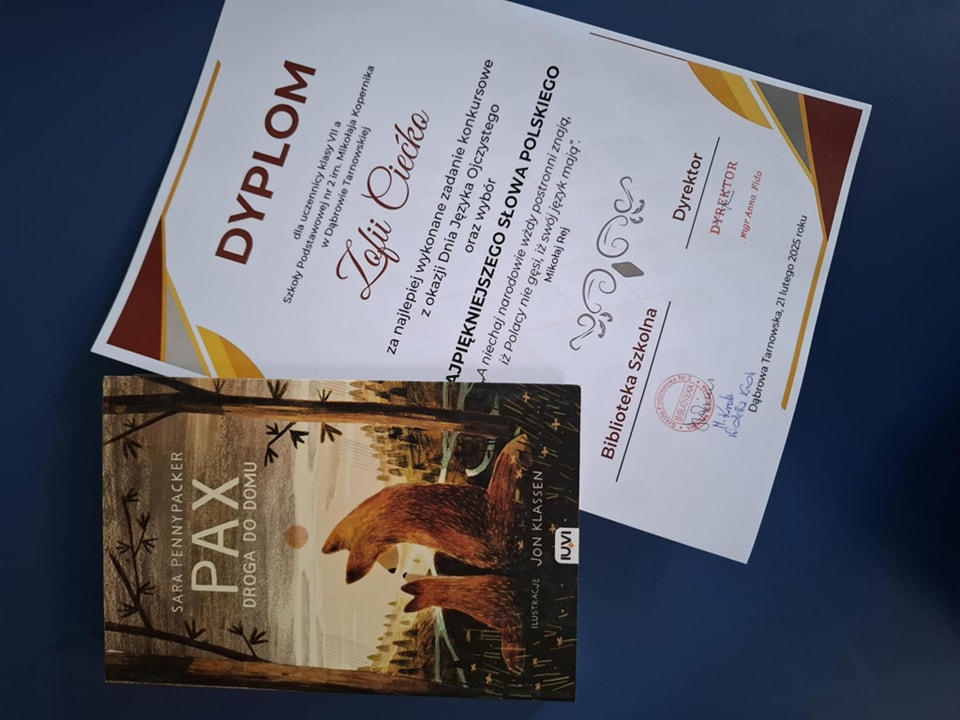 DYPLOM
dla uczennicy klasy VII a
Szkoły Podstawowej nr 2 im. Mikołaja Kopernika
w Dąbrowie Tarnowskiej
Zofii Ciećko
za najlepiej wykonane zadanie konkursowe
z okazji Dnia Języka Ojczystego
oraz wybór
AJPIĘKNIEJSZEGO SŁOWA POLSKIEGO
„A niechaj narodowie wżdy postronni znają,
iż Polacy nie gęsi, iż swój język mają".
Mikołaj Rej
Biblioteka Szkolna
Dyrektor
BIBLIOTEKA
DYREKTOR
mgr Anna Fido
M. Krok
Dąbrowa Tarnowska, 21 lutego 2025 roku
SARA PENNYPACKER
PAX
DROGA DO DOMU
ILUSTRACJE JON KLASSEN
IUVI